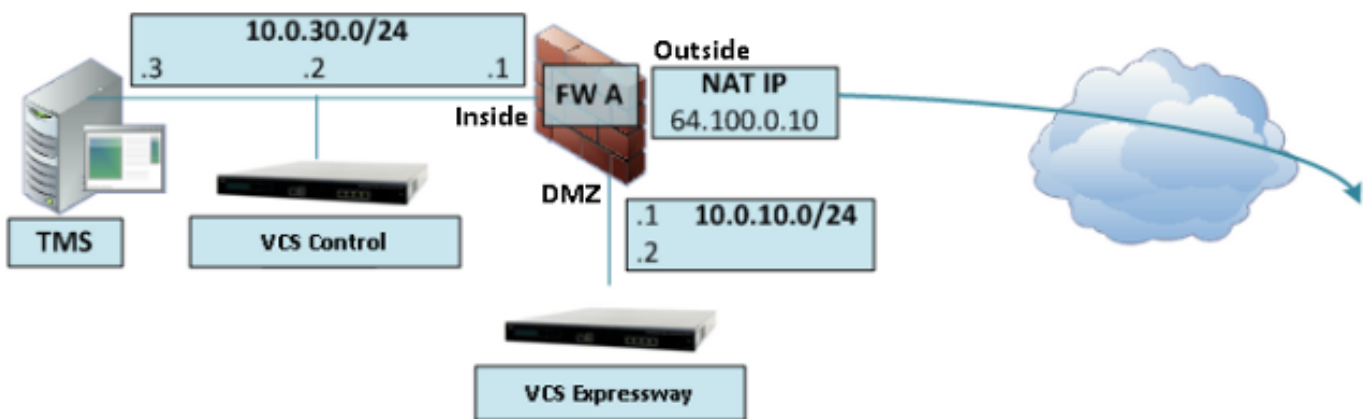 10.0.30.0/24
.3 .2 .1
Outside
FW A
NAT IP
64.100.0.10
Inside
DMZ
.1 10.0.10.0/24
.2
TMS
VCS Control
VCS Expressway